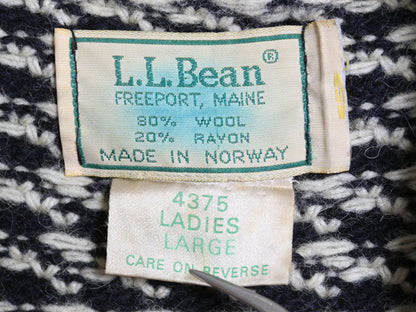 L.L.Bean®
FREEPORT, MAINE
80% WOOL
20% RAYON
MADE IN NORWAY
4375
LADIES
LARGE
CARE ON REVERSE